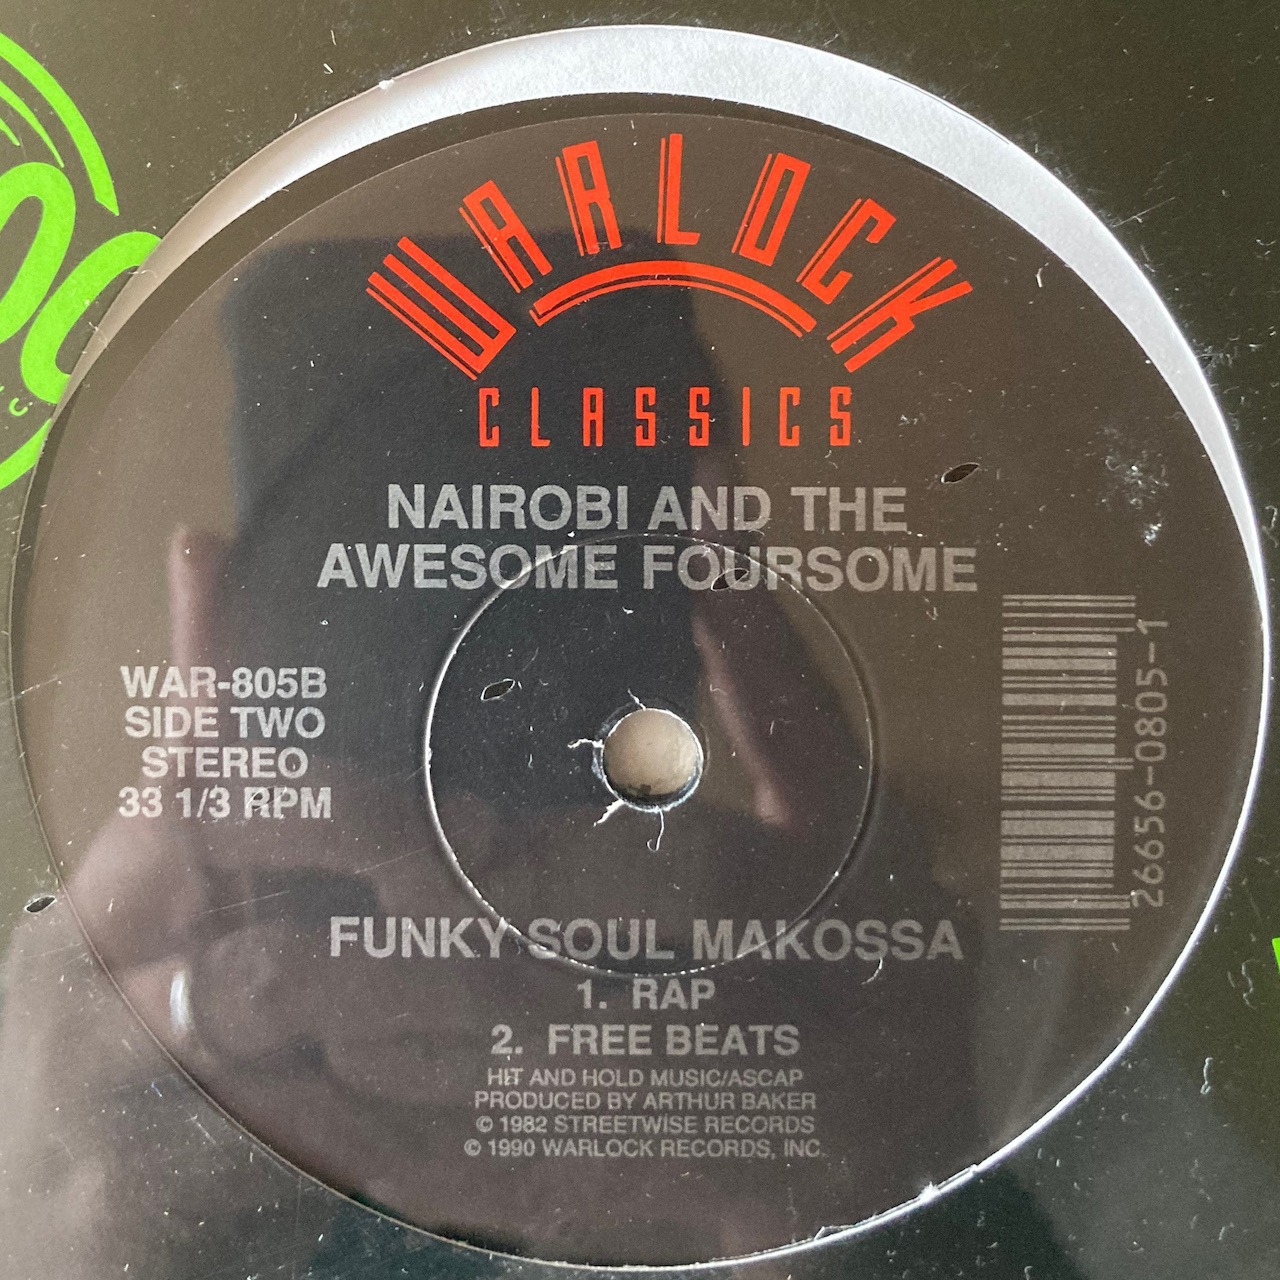 WARLOCK
CLASSICS
NAIROBI AND THE
AWESOME FOURSOME
WAR-805B
SIDE TWO
STEREO
33 1/3 RPM
26656-0805-1
FUNKY SOUL MAKOSSA
1. RAP
2. FREE BEATS
HIT AND HOLD MUSIC/ASCAP
PRODUCED BY ARTHUR BAKER
© 1982 STREETWISE RECORDS
© 1990 WARLOCK RECORDS, INC.